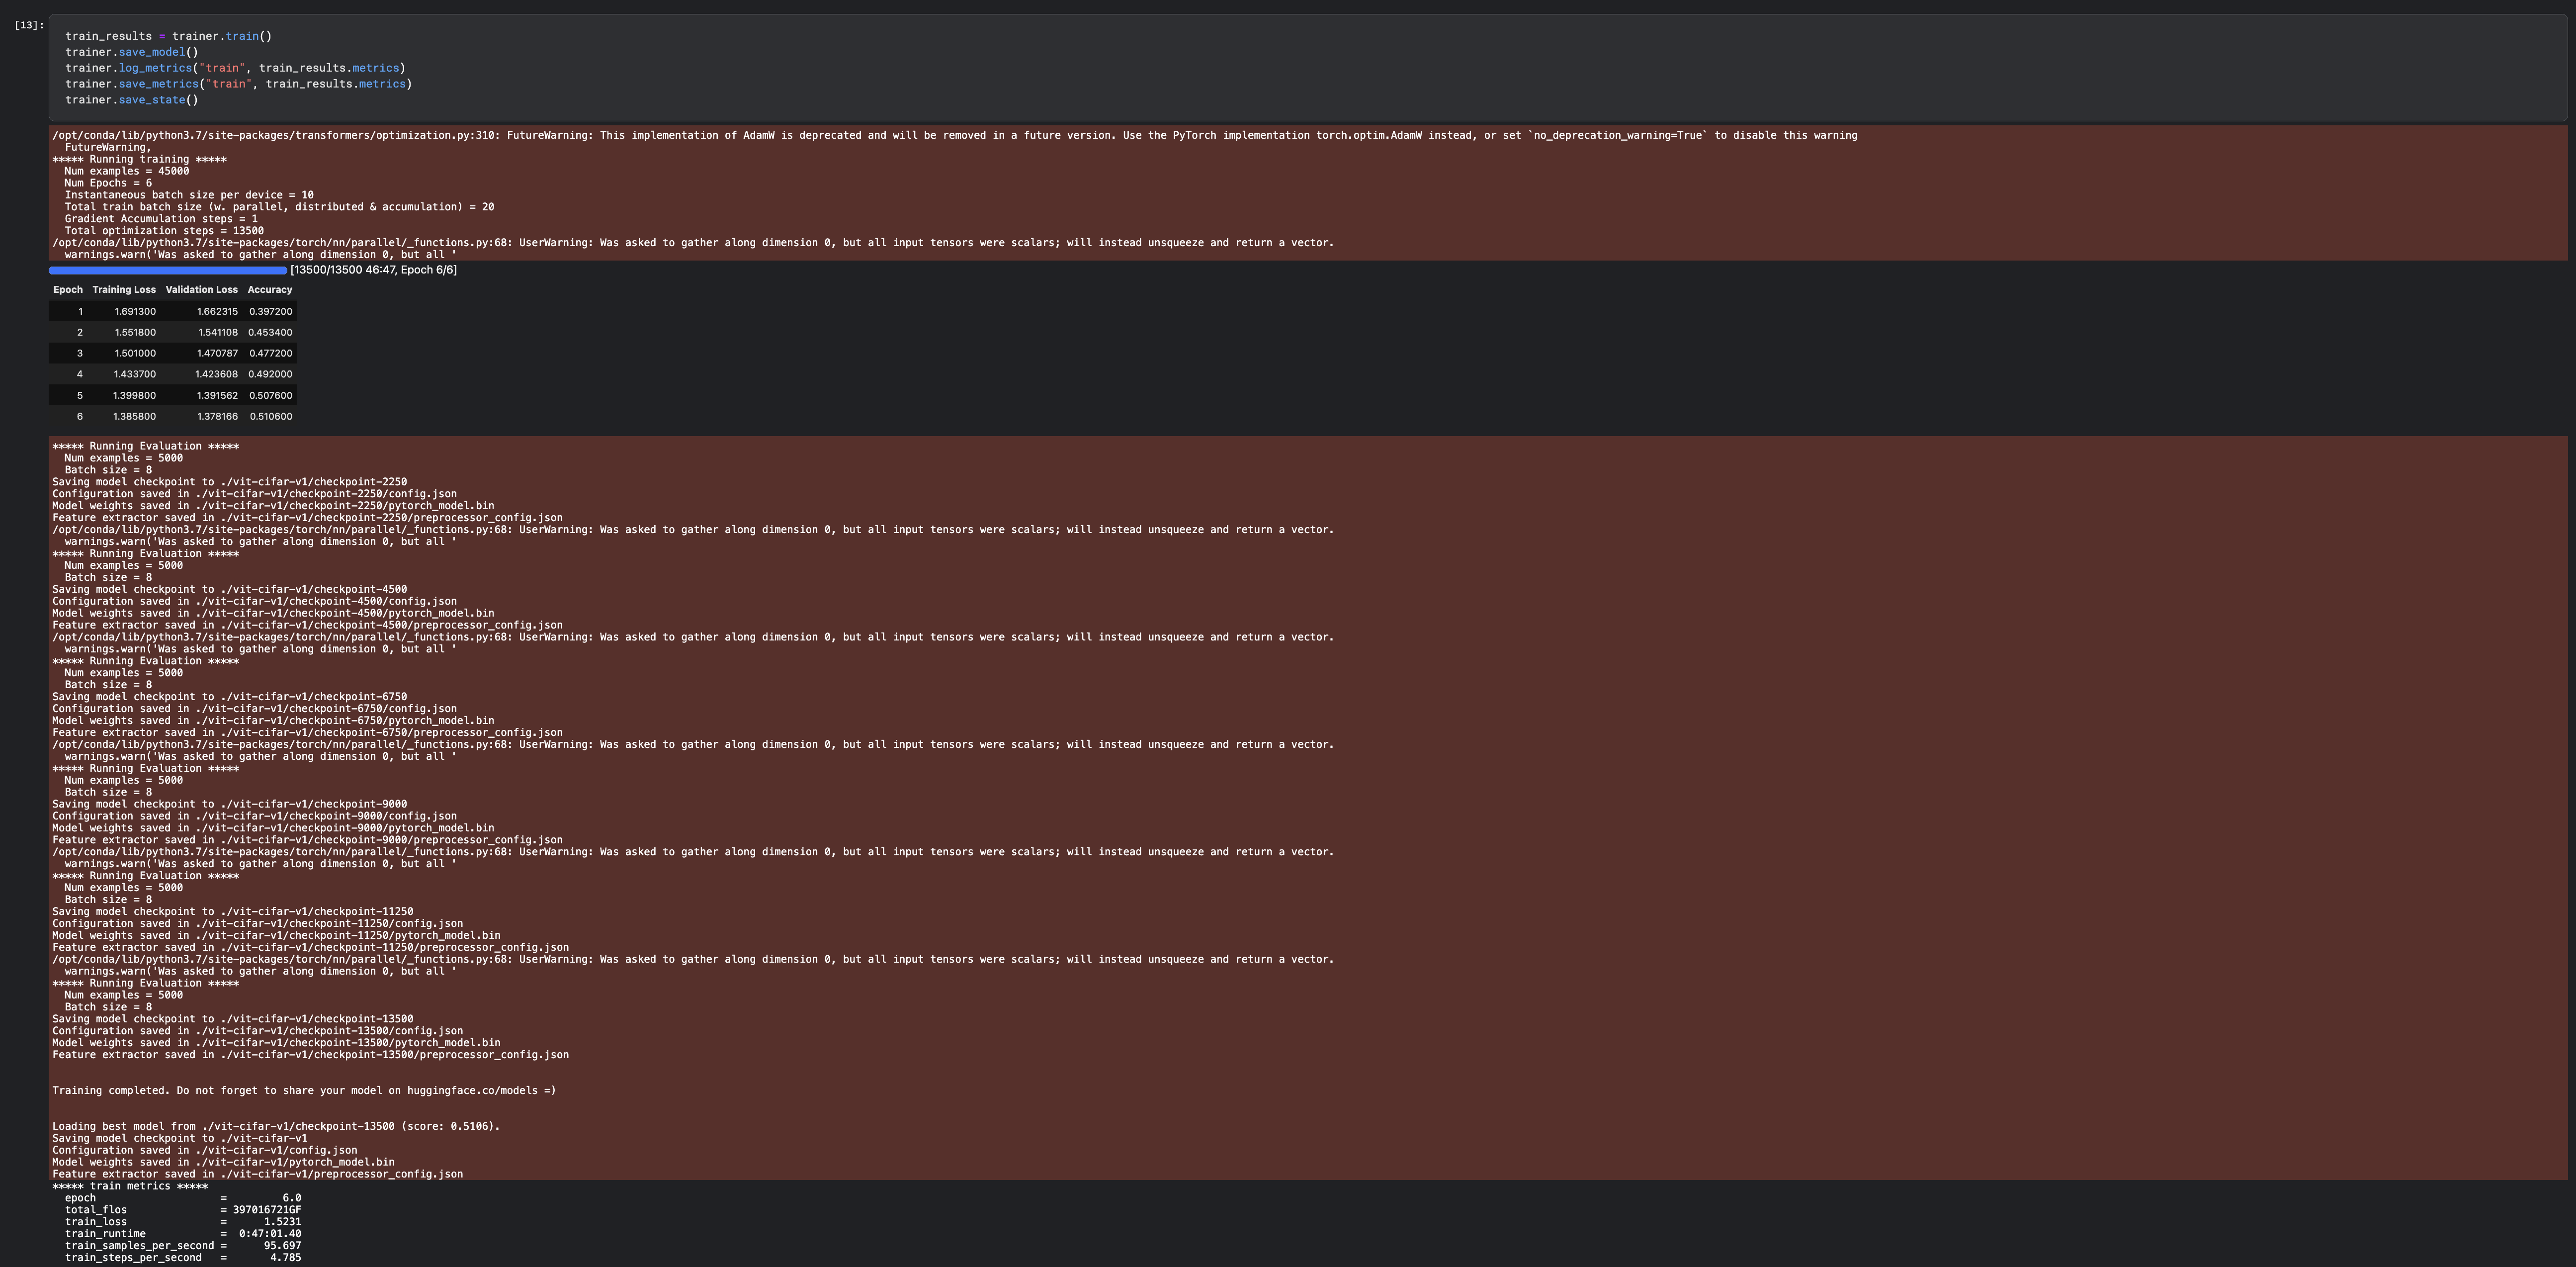 [13]:
train_results = trainer.train()
trainer.save_model()
trainer.log_metrics("train", train_results.metrics)
trainer.save_metrics("train", train_results.metrics)
trainer.save_state()
/opt/conda/lib/python3.7/site-packages/transformers/optimization.py:310: FutureWarning: This implementation of AdamW is deprecated and will be removed in a future version. Use the PyTorch implementation torch.optim.AdamW instead, or set `no_deprecation_warning=True` to disable this warning
  FutureWarning,
***** Running training *****
  Num examples = 45000
  Num Epochs = 6
  Instantaneous batch size per device = 10
  Total train batch size (w. parallel, distributed & accumulation) = 20
  Gradient Accumulation steps = 1
  Total optimization steps = 13500
/opt/conda/lib/python3.7/site-packages/torch/nn/parallel/_functions.py:68: UserWarning: Was asked to gather along dimension 0, but all input tensors were scalars; will instead unsqueeze and return a vector.
  warnings.warn('Was asked to gather along dimension 0, but all '
[13500/13500 46:47, Epoch 6/6]
Epoch Training Loss Validation Loss Accuracy
1 1.691300 1.662315 0.397200
2 1.551800 1.541108 0.453400
3 1.501000 1.470787 0.477200
4 1.433700 1.423608 0.492000
5 1.399800 1.391562 0.507600
6 1.385800 1.378166 0.510600
***** Running Evaluation *****
  Num examples = 5000
  Batch size = 8
Saving model checkpoint to ./vit-cifar-v1/checkpoint-2250
Configuration saved in ./vit-cifar-v1/checkpoint-2250/config.json
Model weights saved in ./vit-cifar-v1/checkpoint-2250/pytorch_model.bin
Feature extractor saved in ./vit-cifar-v1/checkpoint-2250/preprocessor_config.json
/opt/conda/lib/python3.7/site-packages/torch/nn/parallel/_functions.py:68: UserWarning: Was asked to gather along dimension 0, but all input tensors were scalars; will instead unsqueeze and return a vector.
  warnings.warn('Was asked to gather along dimension 0, but all '
***** Running Evaluation *****
  Num examples = 5000
  Batch size = 8
Saving model checkpoint to ./vit-cifar-v1/checkpoint-4500
Configuration saved in ./vit-cifar-v1/checkpoint-4500/config.json
Model weights saved in ./vit-cifar-v1/checkpoint-4500/pytorch_model.bin
Feature extractor saved in ./vit-cifar-v1/checkpoint-4500/preprocessor_config.json
/opt/conda/lib/python3.7/site-packages/torch/nn/parallel/_functions.py:68: UserWarning: Was asked to gather along dimension 0, but all input tensors were scalars; will instead unsqueeze and return a vector.
  warnings.warn('Was asked to gather along dimension 0, but all '
***** Running Evaluation *****
  Num examples = 5000
  Batch size = 8
Saving model checkpoint to ./vit-cifar-v1/checkpoint-6750
Configuration saved in ./vit-cifar-v1/checkpoint-6750/config.json
Model weights saved in ./vit-cifar-v1/checkpoint-6750/pytorch_model.bin
Feature extractor saved in ./vit-cifar-v1/checkpoint-6750/preprocessor_config.json
/opt/conda/lib/python3.7/site-packages/torch/nn/parallel/_functions.py:68: UserWarning: Was asked to gather along dimension 0, but all input tensors were scalars; will instead unsqueeze and return a vector.
  warnings.warn('Was asked to gather along dimension 0, but all '
***** Running Evaluation *****
  Num examples = 5000
  Batch size = 8
Saving model checkpoint to ./vit-cifar-v1/checkpoint-9000
Configuration saved in ./vit-cifar-v1/checkpoint-9000/config.json
Model weights saved in ./vit-cifar-v1/checkpoint-9000/pytorch_model.bin
Feature extractor saved in ./vit-cifar-v1/checkpoint-9000/preprocessor_config.json
/opt/conda/lib/python3.7/site-packages/torch/nn/parallel/_functions.py:68: UserWarning: Was asked to gather along dimension 0, but all input tensors were scalars; will instead unsqueeze and return a vector.
  warnings.warn('Was asked to gather along dimension 0, but all '
***** Running Evaluation *****
  Num examples = 5000
  Batch size = 8
Saving model checkpoint to ./vit-cifar-v1/checkpoint-11250
Configuration saved in ./vit-cifar-v1/checkpoint-11250/config.json
Model weights saved in ./vit-cifar-v1/checkpoint-11250/pytorch_model.bin
Feature extractor saved in ./vit-cifar-v1/checkpoint-11250/preprocessor_config.json
/opt/conda/lib/python3.7/site-packages/torch/nn/parallel/_functions.py:68: UserWarning: Was asked to gather along dimension 0, but all input tensors were scalars; will instead unsqueeze and return a vector.
  warnings.warn('Was asked to gather along dimension 0, but all '
***** Running Evaluation *****
  Num examples = 5000
  Batch size = 8
Saving model checkpoint to ./vit-cifar-v1/checkpoint-13500
Configuration saved in ./vit-cifar-v1/checkpoint-13500/config.json
Model weights saved in ./vit-cifar-v1/checkpoint-13500/pytorch_model.bin
Feature extractor saved in ./vit-cifar-v1/checkpoint-13500/preprocessor_config.json
Training completed. Do not forget to share your model on huggingface.co/models =)
Loading best model from ./vit-cifar-v1/checkpoint-13500 (score: 0.5106).
Saving model checkpoint to ./vit-cifar-v1
Configuration saved in ./vit-cifar-v1/config.json
Model weights saved in ./vit-cifar-v1/pytorch_model.bin
Feature extractor saved in ./vit-cifar-v1/preprocessor_config.json
***** train metrics *****
  epoch = 6.0
  total_flos = 397016721GF
  train_loss = 1.5231
  train_runtime = 0:47:01.40
  train_samples_per_second = 95.697
  train_steps_per_second = 4.785